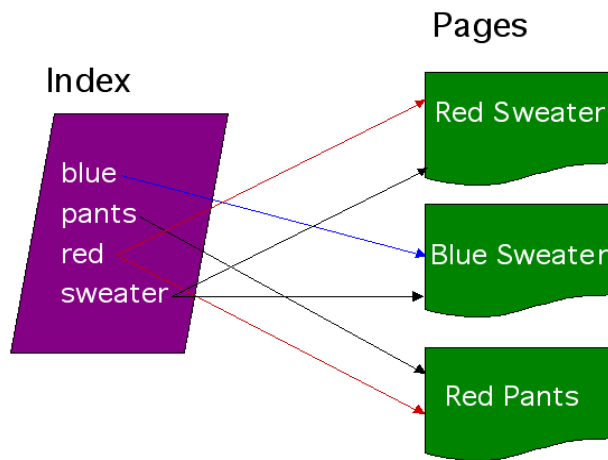 Index
blue
pants
red
sweater
Pages
Red Sweater
Blue Sweater
Red Pants